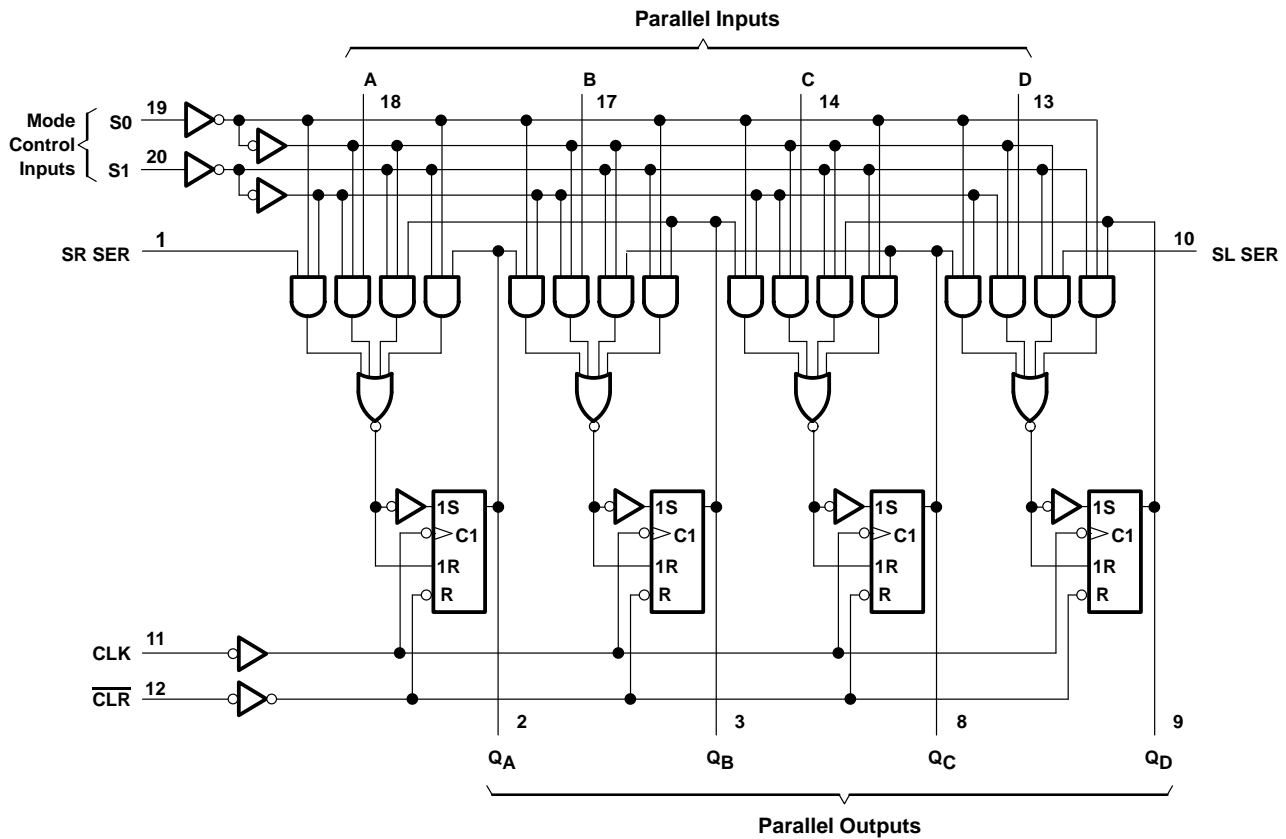 Parallel Inputs
A B C D
18 17 14 13
Mode Control Inputs
S0 19
S1 20
SR SER 1
10 SL SER
1S 1S 1S 1S
C1 C1 C1 C1
1R 1R 1R 1R
R R R R
CLK 11
CLR 12
2 3 8 9
QA QB QC QD
Parallel Outputs